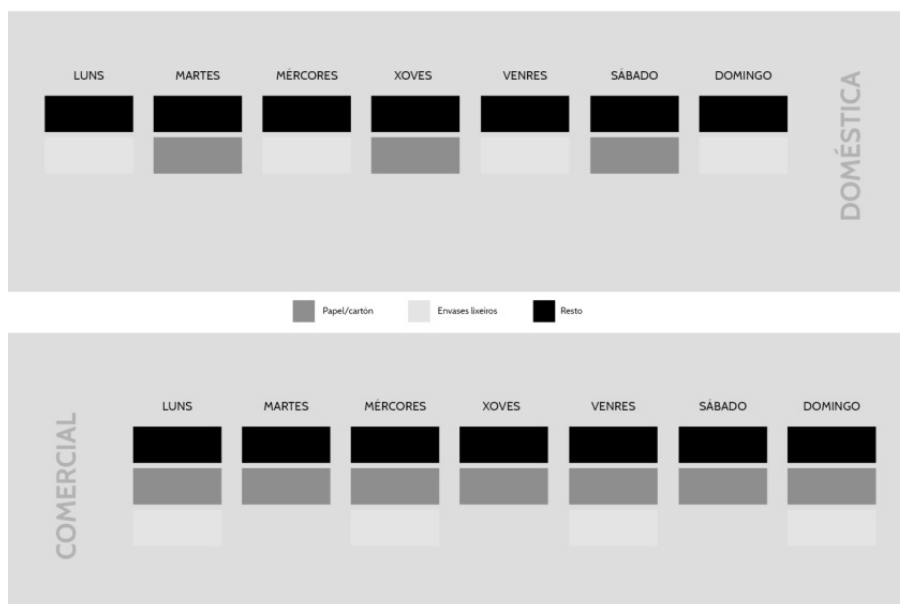 LUNS MARTES MÉRCORES XOVES VENRES SÁBADO DOMINGO
DOMÉSTICA
Papel/cartón Envases lixeiros Resto
COMERCIAL
LUNS MARTES MÉRCORES XOVES VENRES SÁBADO DOMINGO